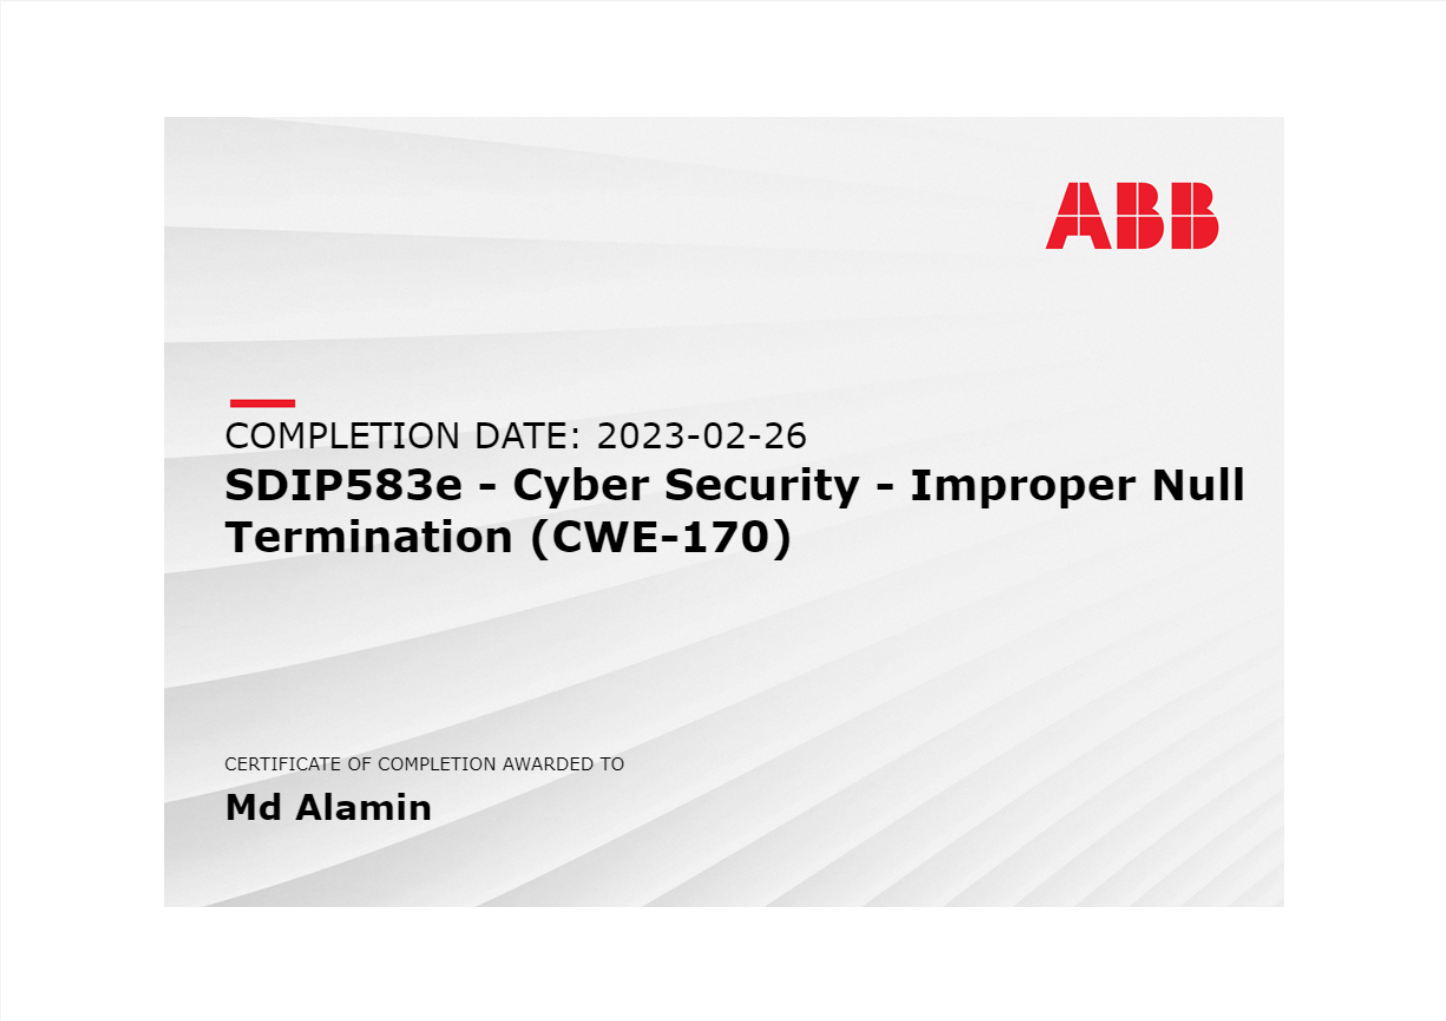 ABB
COMPLETION DATE: 2023-02-26
SDIP583e - Cyber Security - Improper Null
Termination (CWE-170)
CERTIFICATE OF COMPLETION AWARDED TO
Md Alamin